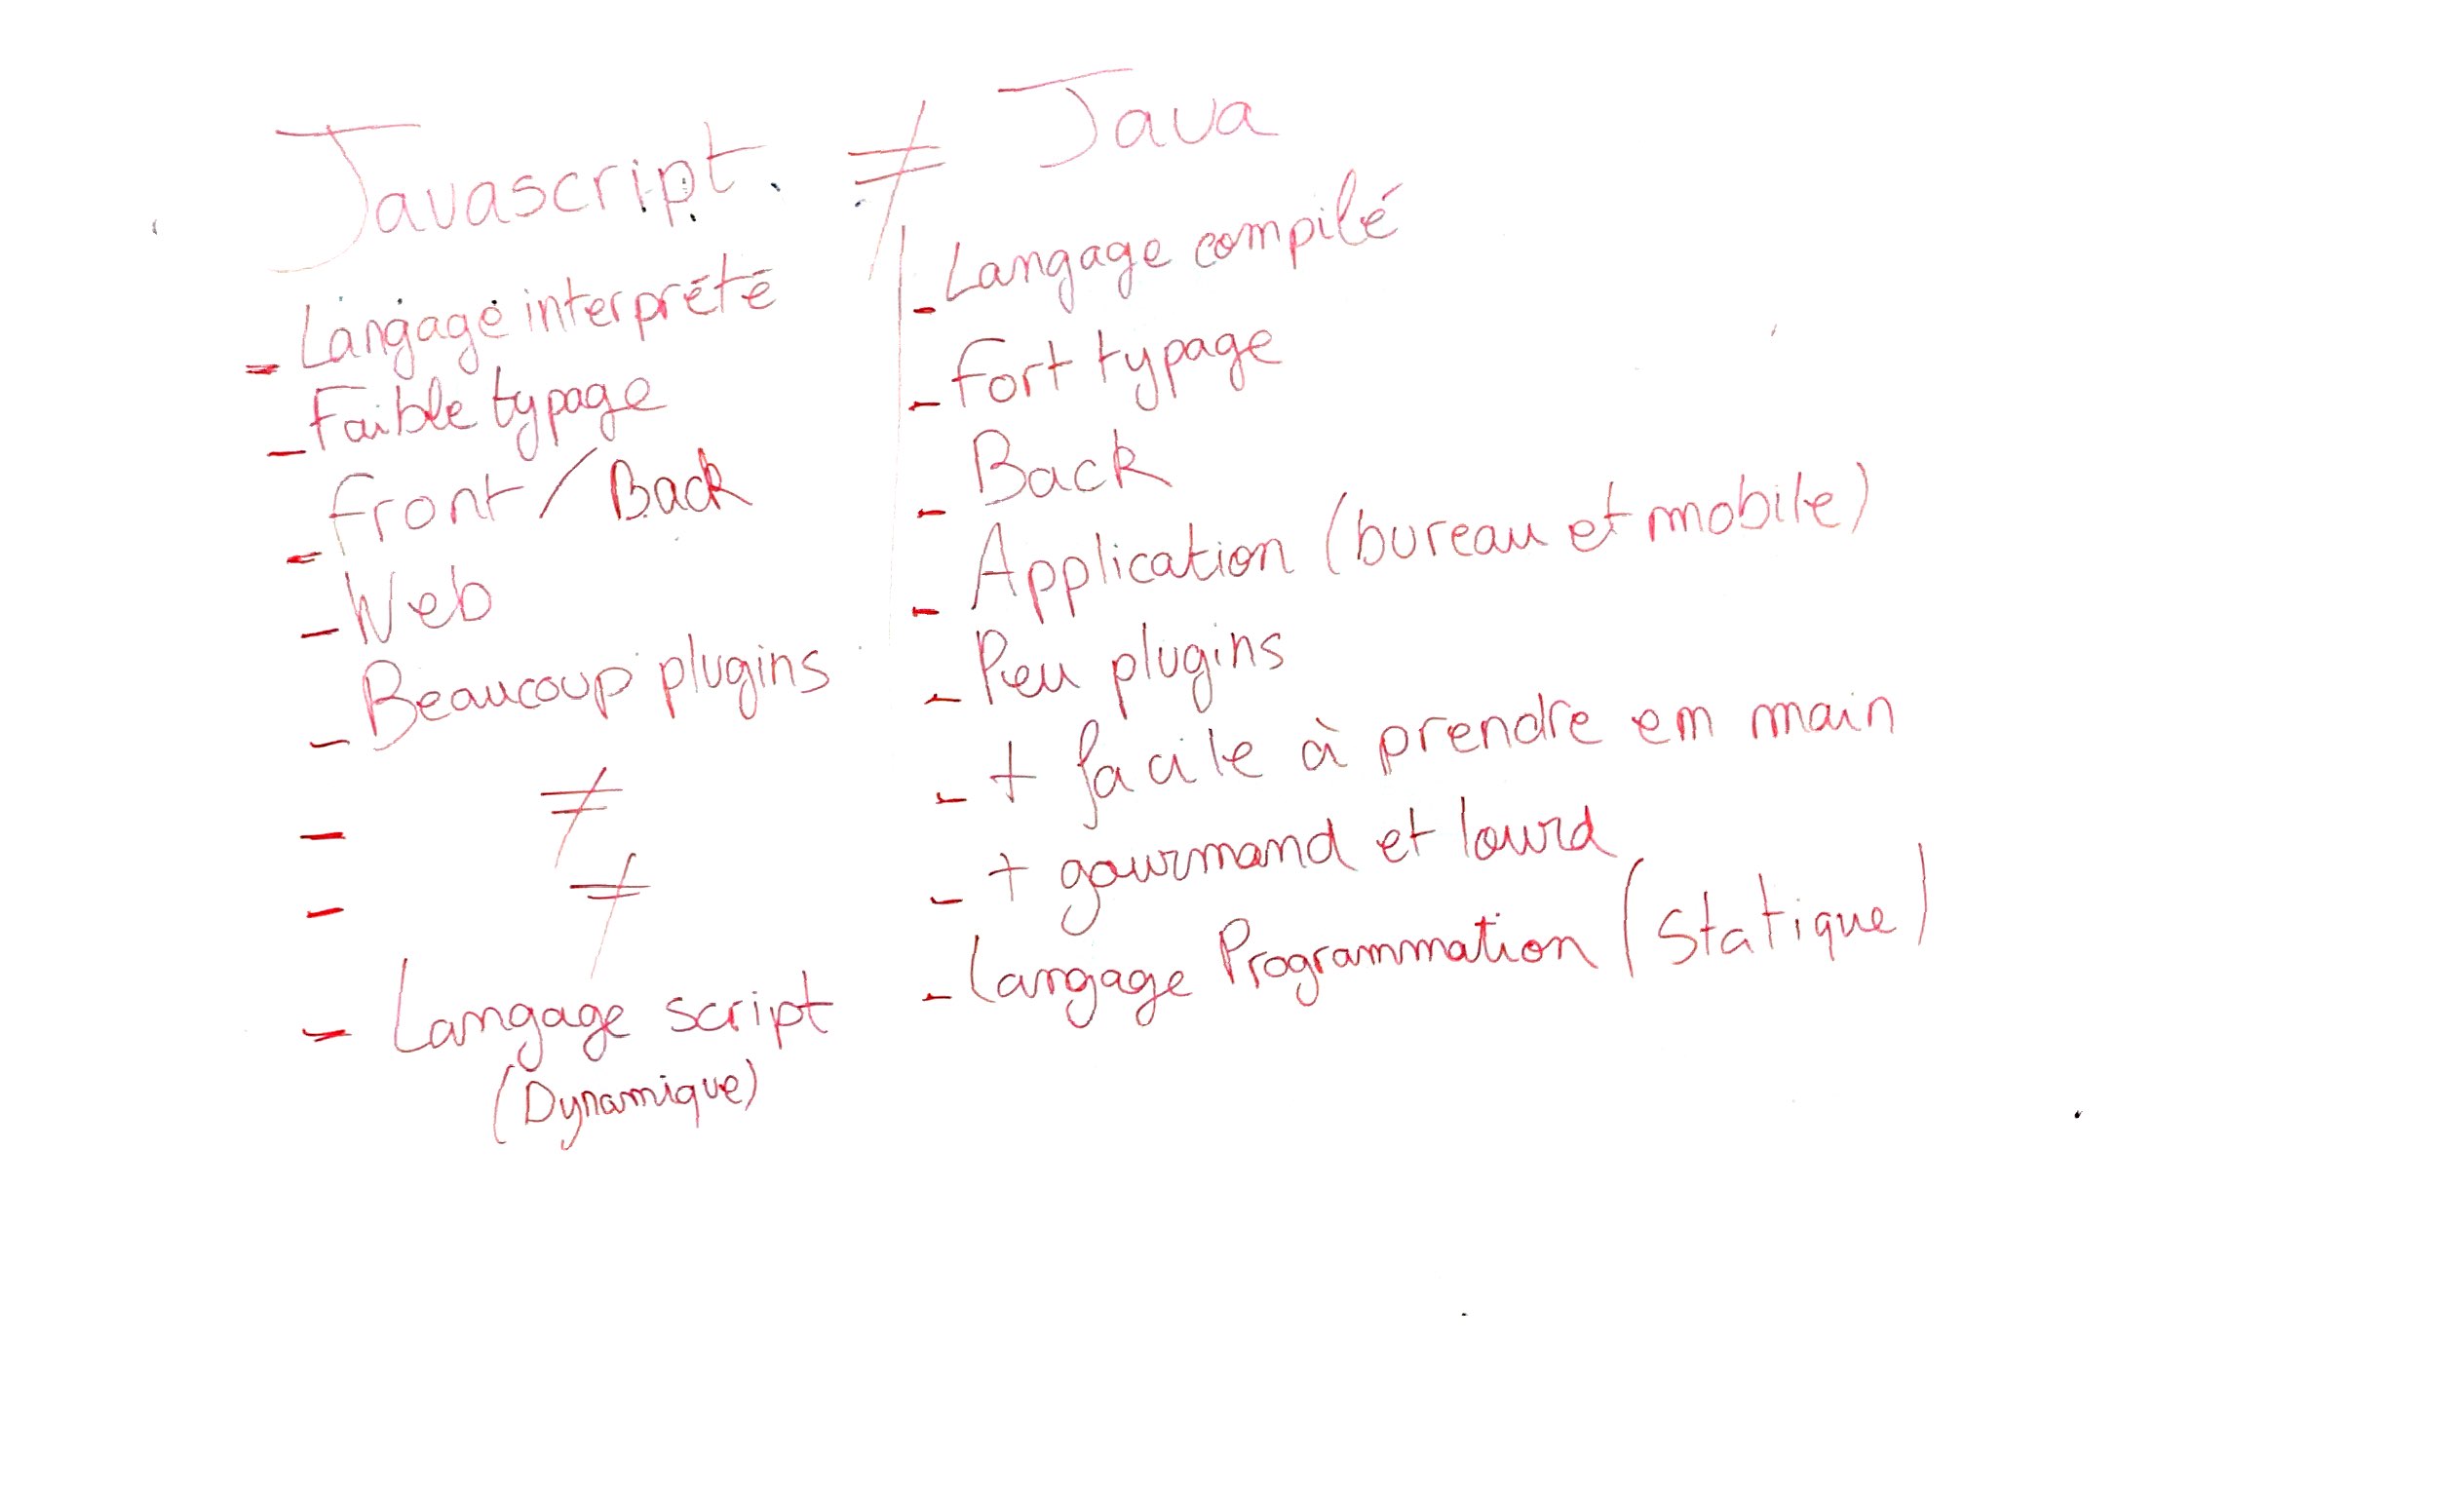 Javascript ≠ Java
- Langage interprété
- Faible typage
- Front / Back
- Web
- Beaucoup plugins
- ≠
- ≠
- Langage script
(Dynamique)
- Langage compilé
- Fort typage
- Back
- Application (bureau et mobile)
- Peu plugins
- + facile à prendre en main
- + gourmand et lourd
- Langage Programmation (Statique)